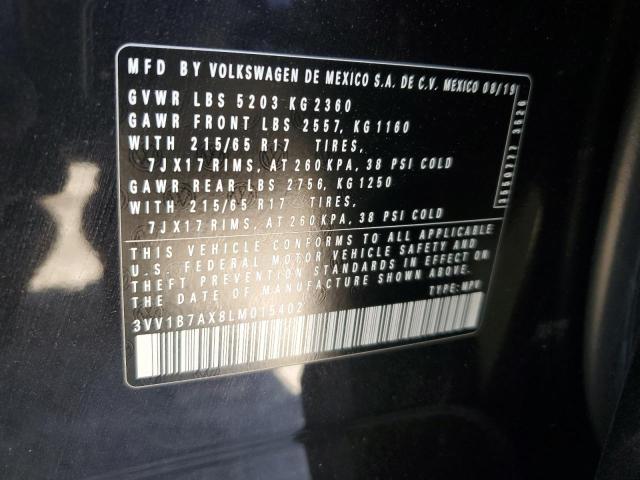 MFD BY VOLKSWAGEN DE MEXICO S.A. DE C.V. MEXICO 08/19
GVWR LBS 5203 KG 2360
GAWR FRONT LBS 2557, KG 1160
WITH 215/65 R17 TIRES,
7JX17 RIMS, AT 260 KPA, 38 PSI COLD
GAWR REAR LBS 2756, KG 1250
WITH 215/65 R17 TIRES,
7JX17 RIMS, AT 260 KPA, 38 PSI COLD
THIS VEHICLE CONFORMS TO ALL APPLICABLE
U.S. FEDERAL MOTOR VEHICLE SAFETY AND
THEFT PREVENTION STANDARDS IN EFFECT ON
THE DATE OF MANUFACTURE SHOWN ABOVE.
TYPE: MPV
3VV1B7AX8LM015402